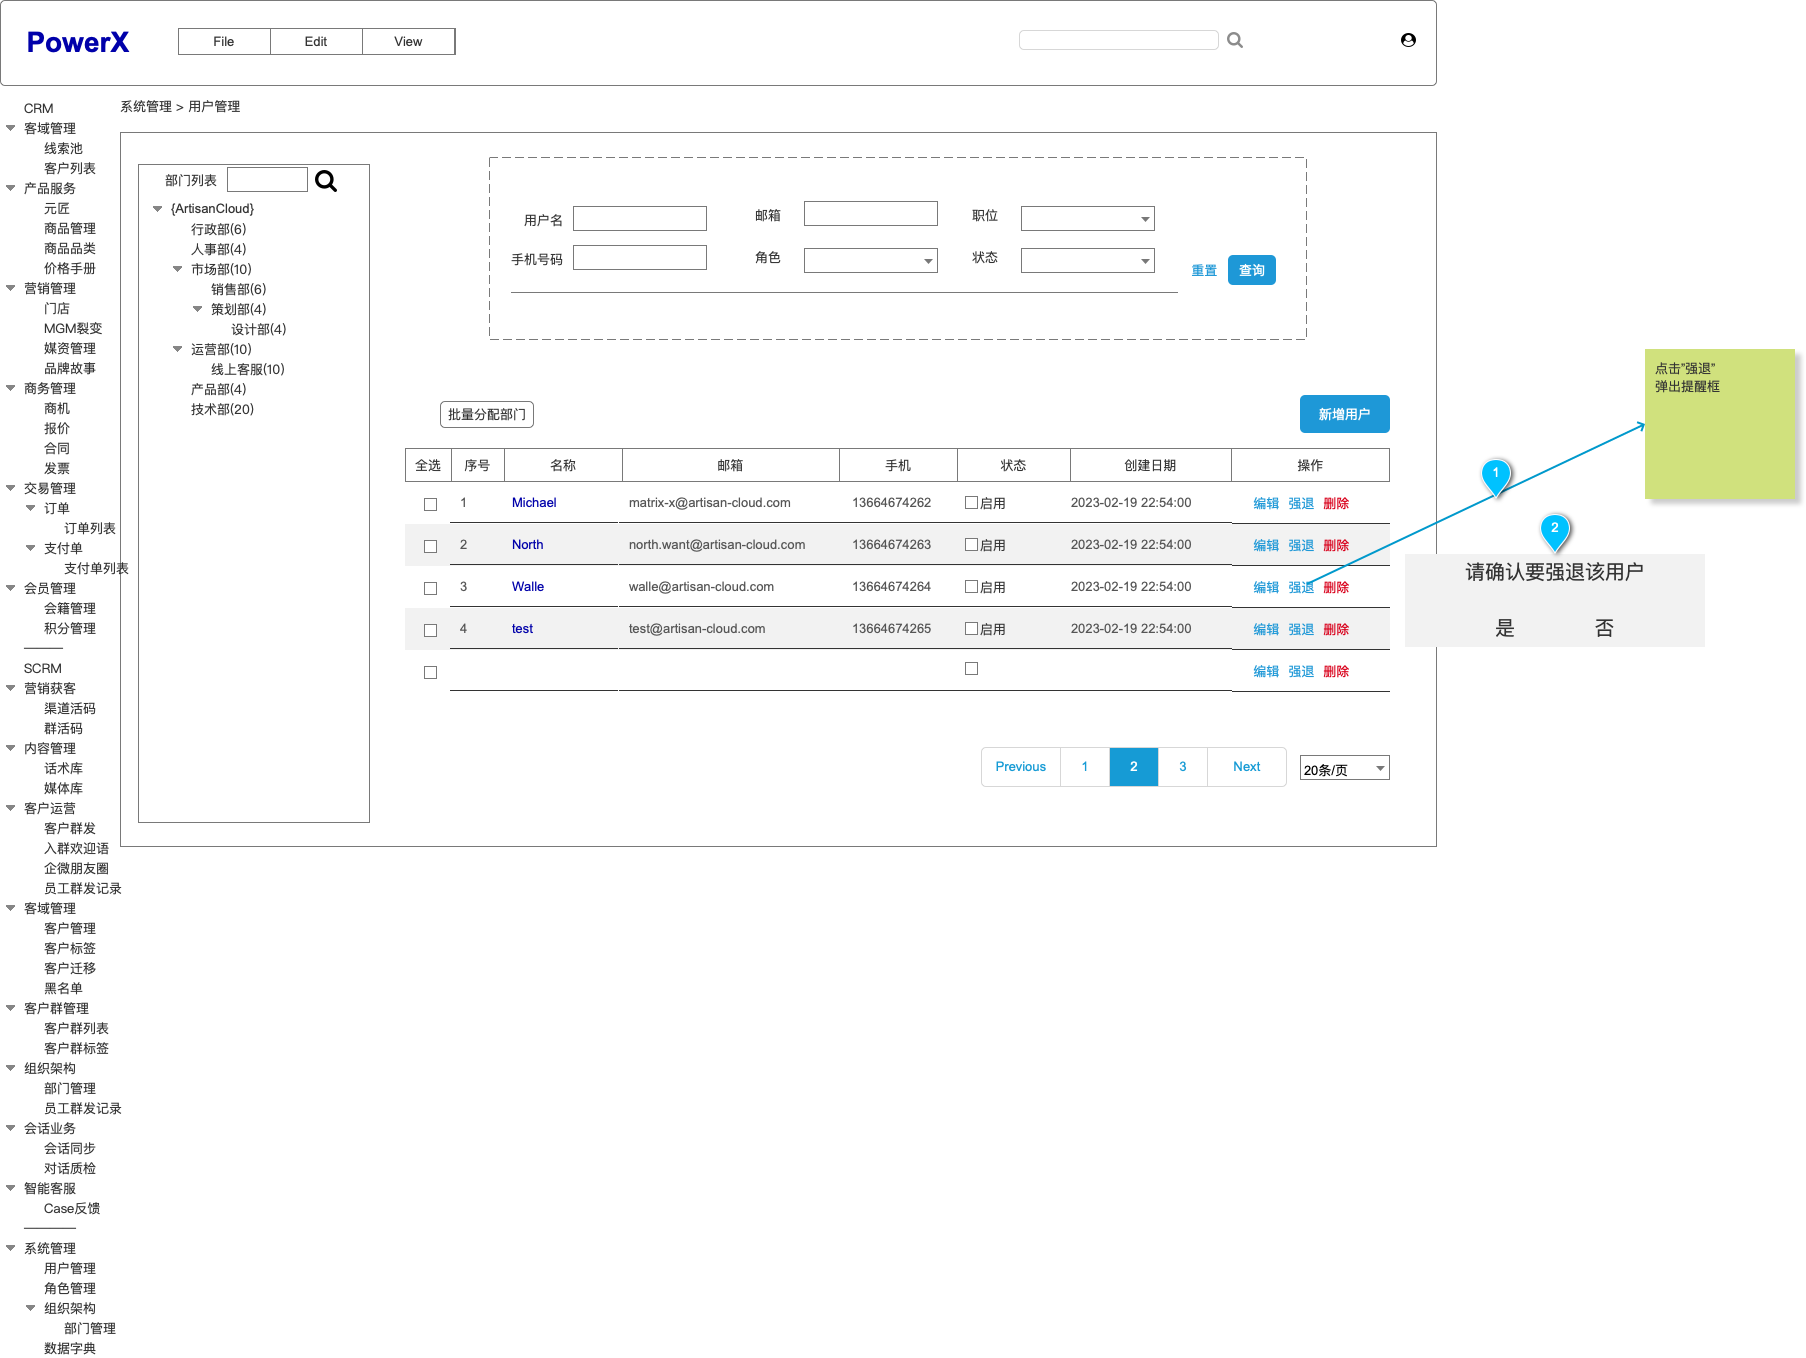 PowerX
File
Edit
View
CRM
客域管理
线索池
客户列表
产品服务
元匠
商品管理
商品品类
价格手册
营销管理
门店
MGM裂变
媒资管理
品牌故事
商务管理
商机
报价
合同
发票
交易管理
订单
订单列表
支付单
支付单列表
会员管理
会籍管理
积分管理
SCRM
营销获客
渠道活码
群活码
内容管理
话术库
媒体库
客户运营
客户群发
入群欢迎语
企微朋友圈
员工群发记录
客域管理
客户管理
客户标签
客户迁移
黑名单
客户群管理
客户群列表
客户群标签
组织架构
部门管理
员工群发记录
会话业务
会话同步
对话质检
智能客服
Case反馈
系统管理
用户管理
角色管理
组织架构
部门管理
数据字典
系统管理 > 用户管理
部门列表
{ArtisanCloud}
行政部(6)
人事部(4)
市场部(10)
销售部(6)
策划部(4)
设计部(4)
运营部(10)
线上客服(10)
产品部(4)
技术部(20)
用户名
邮箱
职位
手机号码
角色
状态
重置
查询
批量分配部门
新增用户
全选 序号 名称 邮箱 手机 状态 创建日期 操作
1 Michael matrix-x@artisan-cloud.com 13664674262 启用 2023-02-19 22:54:00 编辑 强退 删除
2 North north.want@artisan-cloud.com 13664674263 启用 2023-02-19 22:54:00 编辑 强退 删除
3 Walle walle@artisan-cloud.com 13664674264 启用 2023-02-19 22:54:00 编辑 强退 删除
4 test test@artisan-cloud.com 13664674265 启用 2023-02-19 22:54:00 编辑 强退 删除
编辑 强退 删除
Previous 1 2 3 Next
20条/页
1
点击”强退”
弹出提醒框
2
请确认要强退该用户
是 否